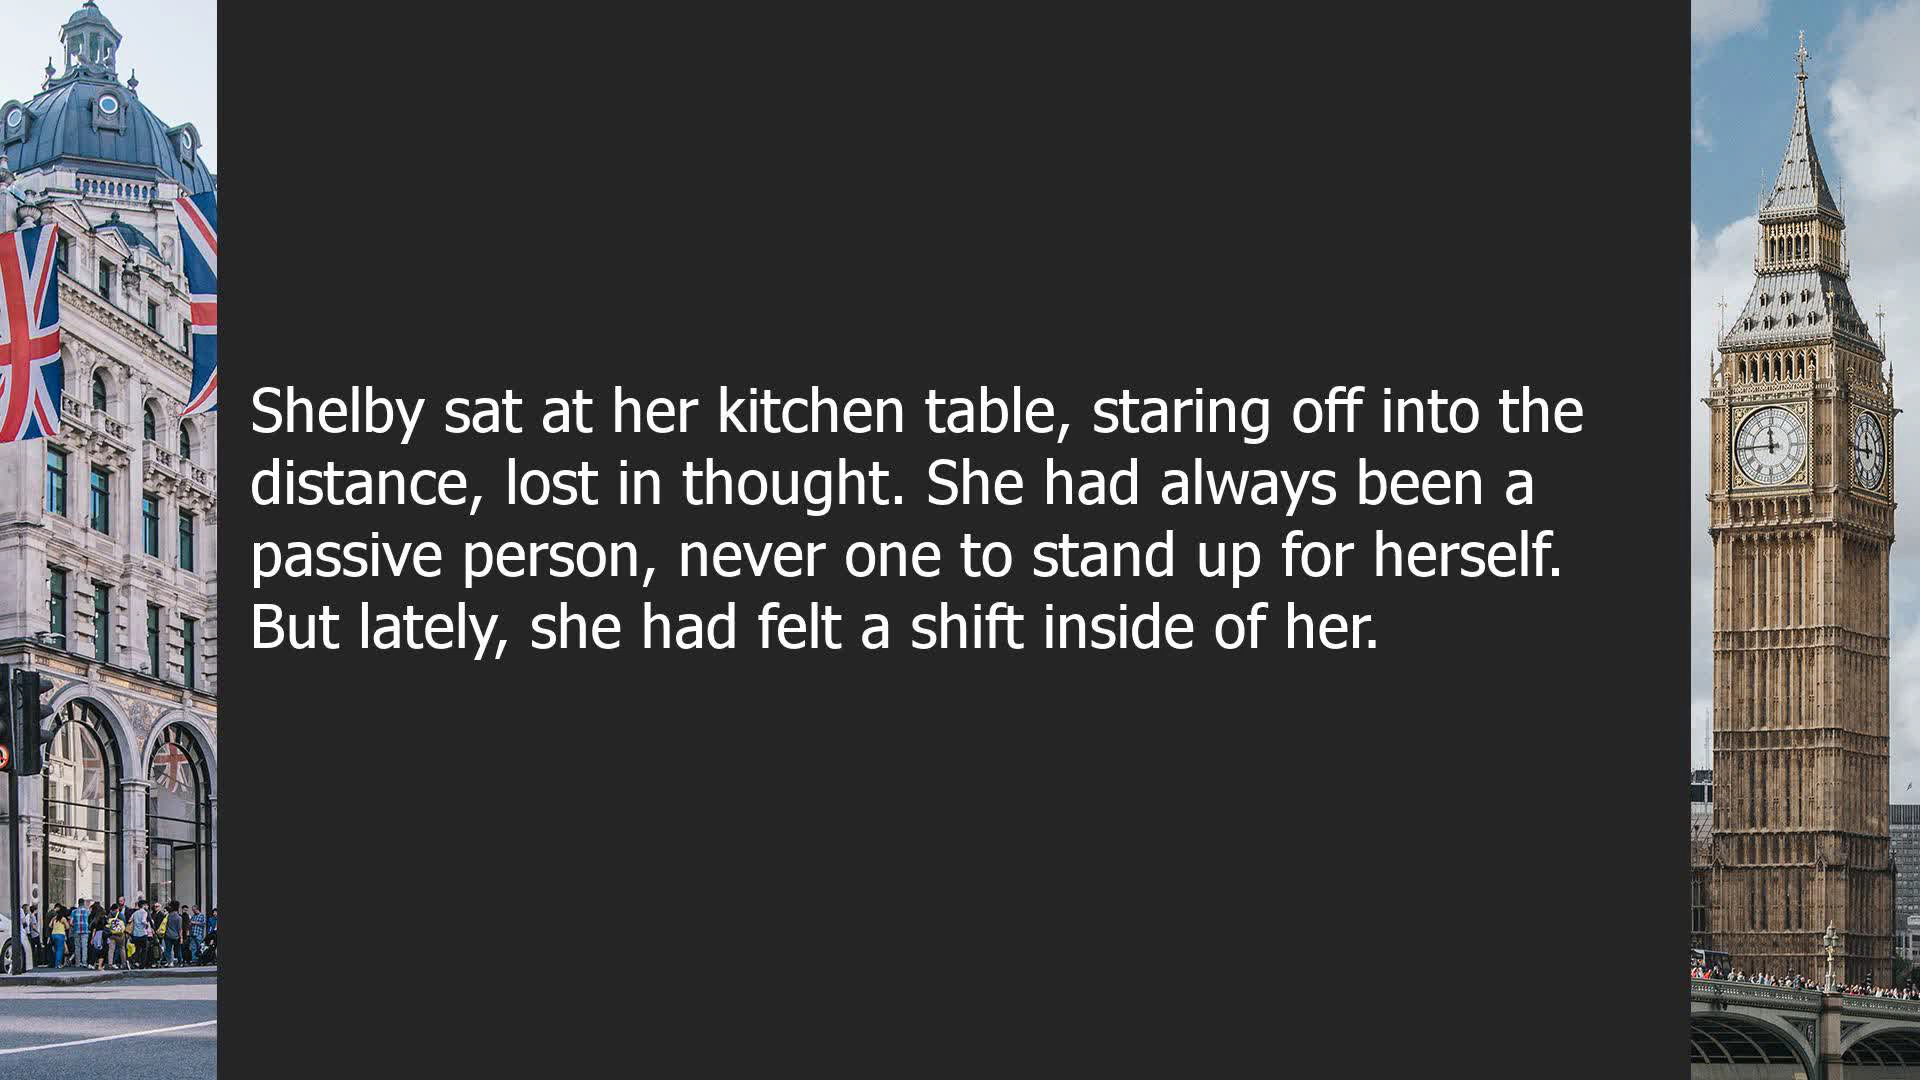 Shelby sat at her kitchen table, staring off into the
distance, lost in thought. She had always been a
passive person, never one to stand up for herself.
But lately, she had felt a shift inside of her.